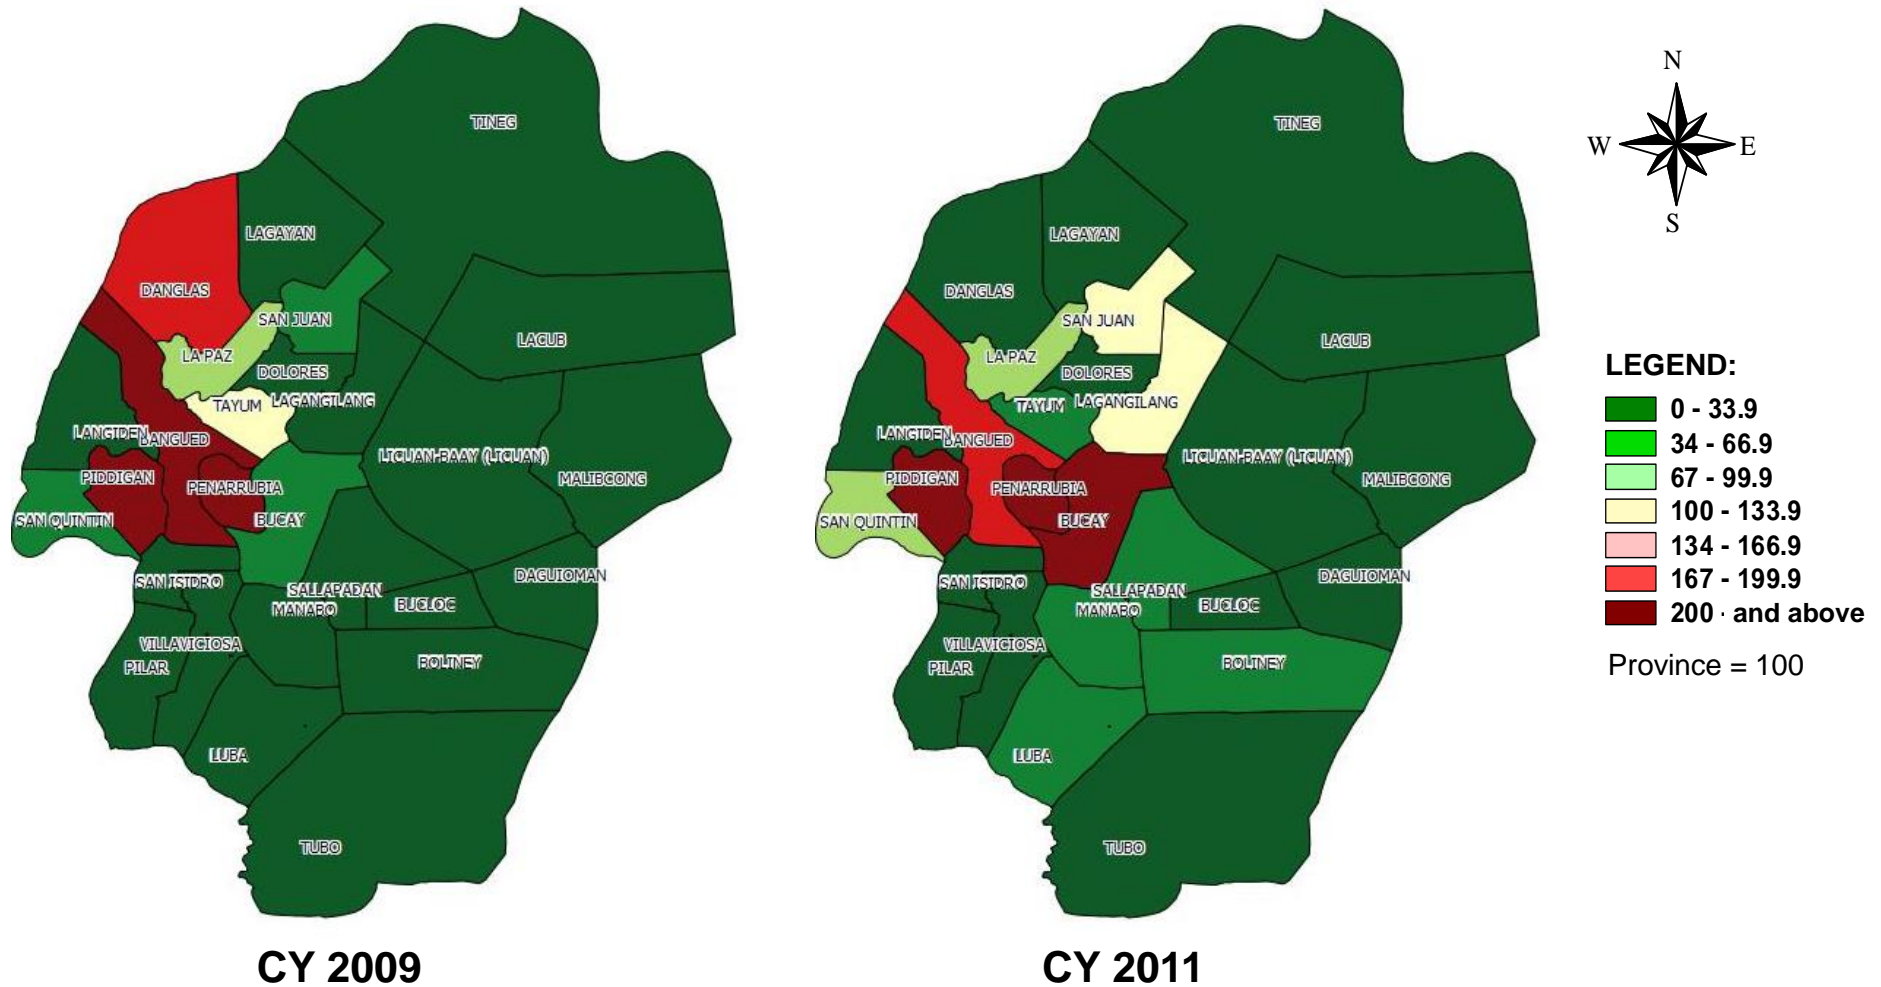 TINEG
LAGAYAN
DANGLAS
SAN JUAN
LACUB
LA PAZ
DOLORES
TAYUM
LAGANGILANG
LANGIDEN
BANGUED
LICUAN-BAAY (LICUAN)
PIDDIGAN
MALIBCONG
PENARRUBIA
SAN QUINTIN
BUCAY
SAN ISIDRO
DAGUIOMAN
SALLAPADAN
BUCLOC
MANABO
VILLAVICIOSA
PILAR
BOLINEY
LUBA
TUBO
CY 2009
TINEG
LAGAYAN
DANGLAS
SAN JUAN
LACUB
LA PAZ
DOLORES
TAYUM
LAGANGILANG
LANGIDEN
BANGUED
LICUAN-BAAY (LICUAN)
PIDDIGAN
MALIBCONG
PENARRUBIA
SAN QUINTIN
BUCAY
SAN ISIDRO
DAGUIOMAN
SALLAPADAN
BUCLOC
MANABO
VILLAVICIOSA
PILAR
BOLINEY
LUBA
TUBO
CY 2011
N
W
E
S
LEGEND:
0 - 33.9
34 - 66.9
67 - 99.9
100 - 133.9
134 - 166.9
167 - 199.9
200 - and above
Province = 100